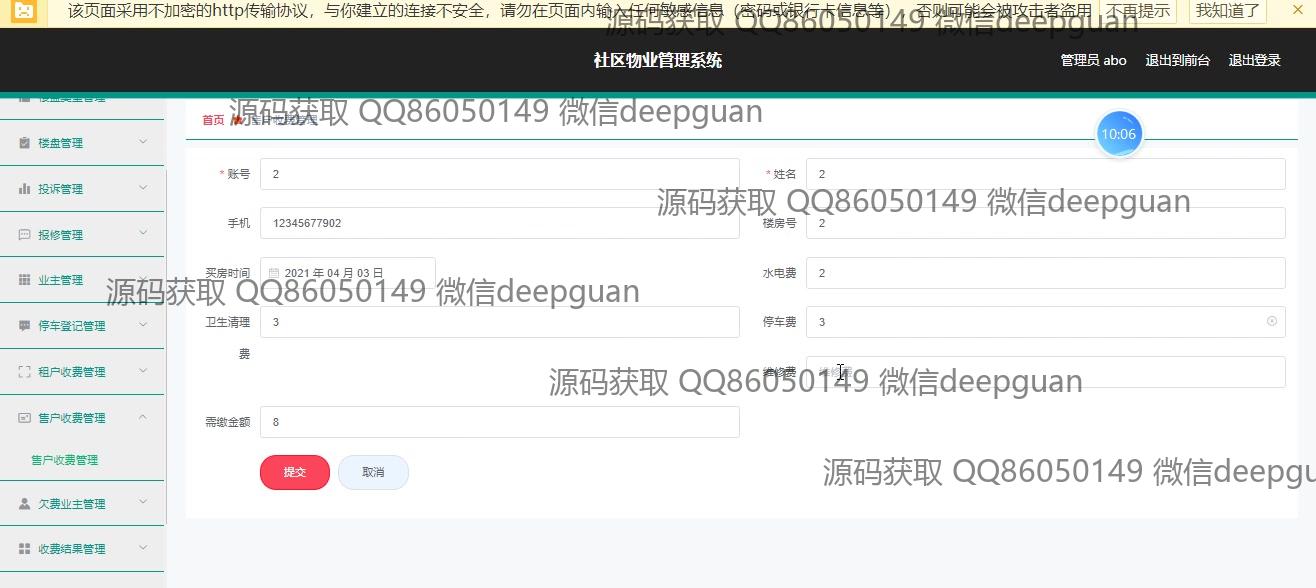 该页面采用不加密的http传输协议，与你建立的连接不安全，请勿在页面内输入任何敏感信息（密码或银行卡信息等），否则可能会被攻击者盗用 不再提示 我知道了
源码获取 QQ86050149 微信deepguan
社区物业管理系统
管理员 abo 退出到前台 退出登录
楼盘类型管理
首页 售户收费管理
源码获取 QQ86050149 微信deepguan
10:06
楼盘管理
* 账号 2
* 姓名 2
投诉管理
源码获取 QQ86050149 微信deepguan
手机 12345677902
楼房号 2
报修管理
买房时间 2021 年 04 月 03 日
水电费 2
业主管理
源码获取 QQ86050149 微信deepguan
停车登记管理
卫生清理
费
3
停车费 3
租户收费管理
维修费 维修费
源码获取 QQ86050149 微信deepguan
售户收费管理
需缴金额 8
售户收费管理
提交 取消
源码获取 QQ86050149 微信deepgu
欠费业主管理
收费结果管理